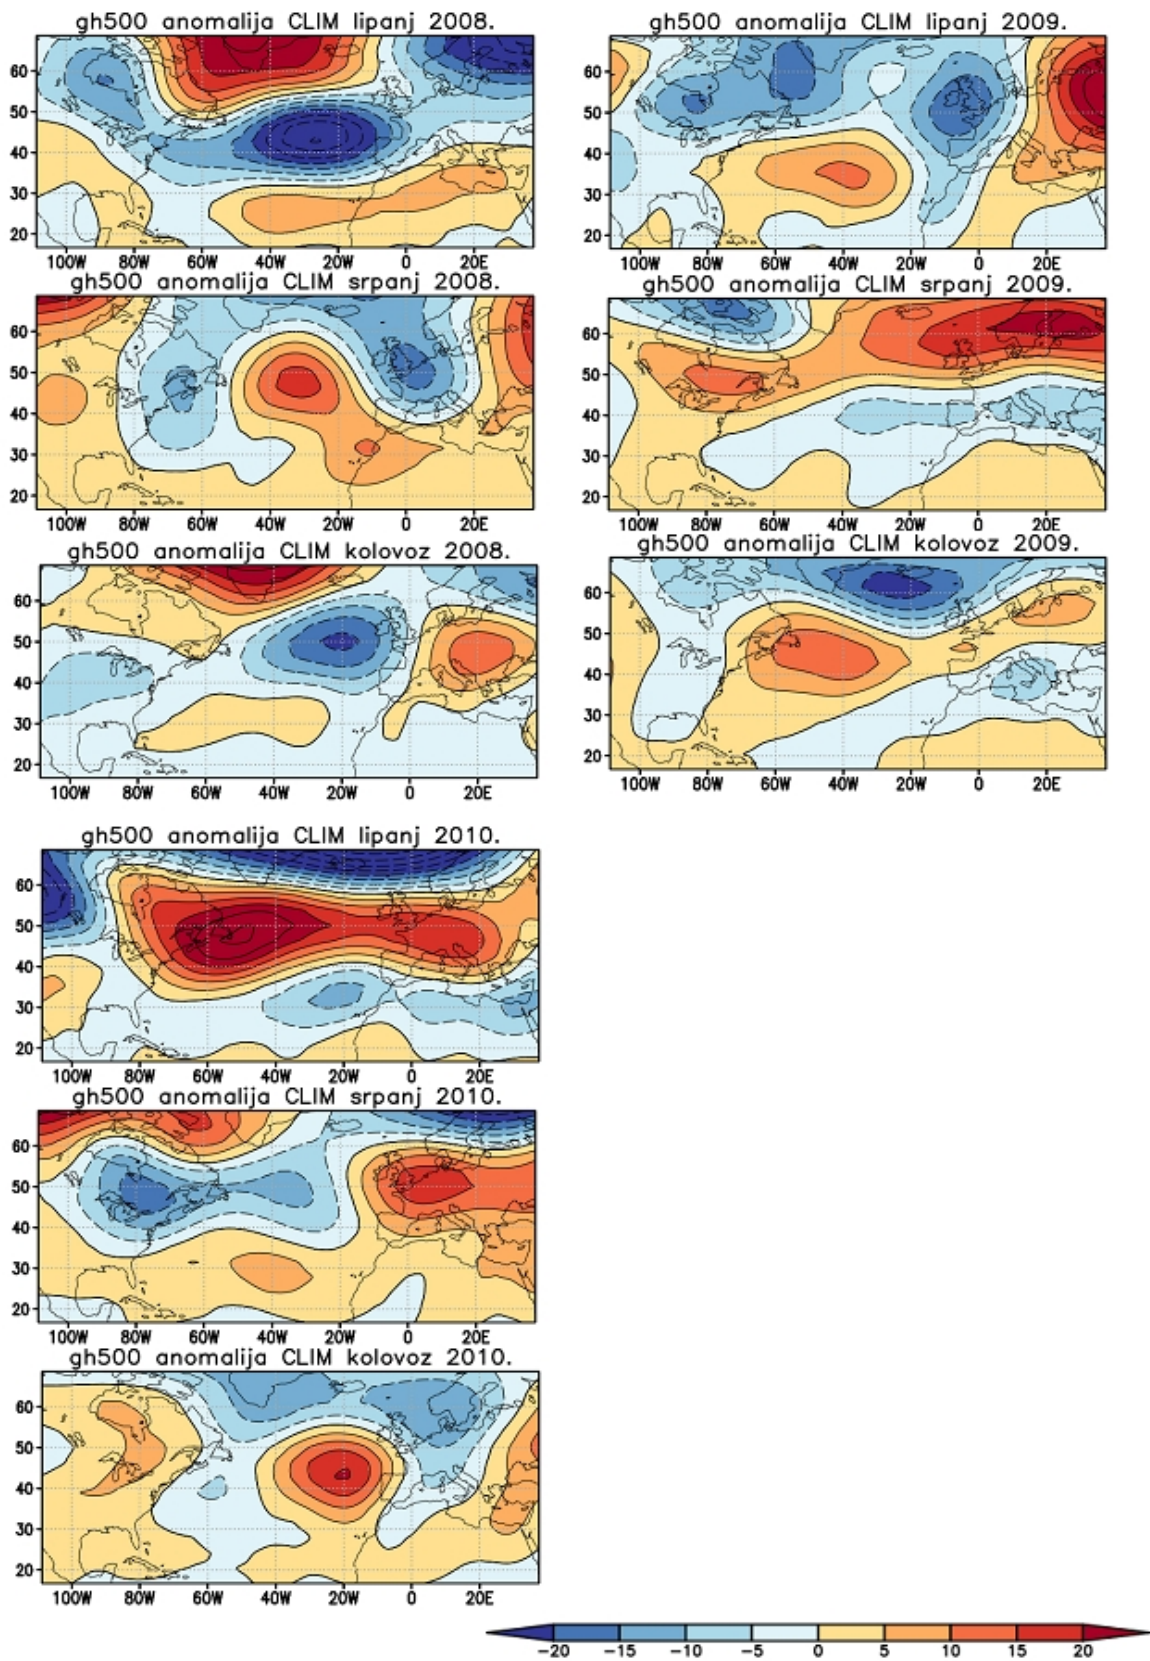 gh500 anomalija CLIM lipanj 2008.
60
50
40
30
20
100W 80W 60W 40W 20W 0 20E
gh500 anomalija CLIM lipanj 2009.
60
50
40
30
20
100W 80W 60W 40W 20W 0 20E
gh500 anomalija CLIM srpanj 2008.
60
50
40
30
20
100W 80W 60W 40W 20W 0 20E
gh500 anomalija CLIM srpanj 2009.
60
50
40
30
20
100W 80W 60W 40W 20W 0 20E
gh500 anomalija CLIM kolovoz 2008.
60
50
40
30
20
100W 80W 60W 40W 20W 0 20E
gh500 anomalija CLIM kolovoz 2009.
60
50
40
30
20
100W 80W 60W 40W 20W 0 20E
gh500 anomalija CLIM lipanj 2010.
60
50
40
30
20
100W 80W 60W 40W 20W 0 20E
gh500 anomalija CLIM srpanj 2010.
60
50
40
30
20
100W 80W 60W 40W 20W 0 20E
gh500 anomalija CLIM kolovoz 2010.
60
50
40
30
20
100W 80W 60W 40W 20W 0 20E
-20 -15 -10 -5 0 5 10 15 20